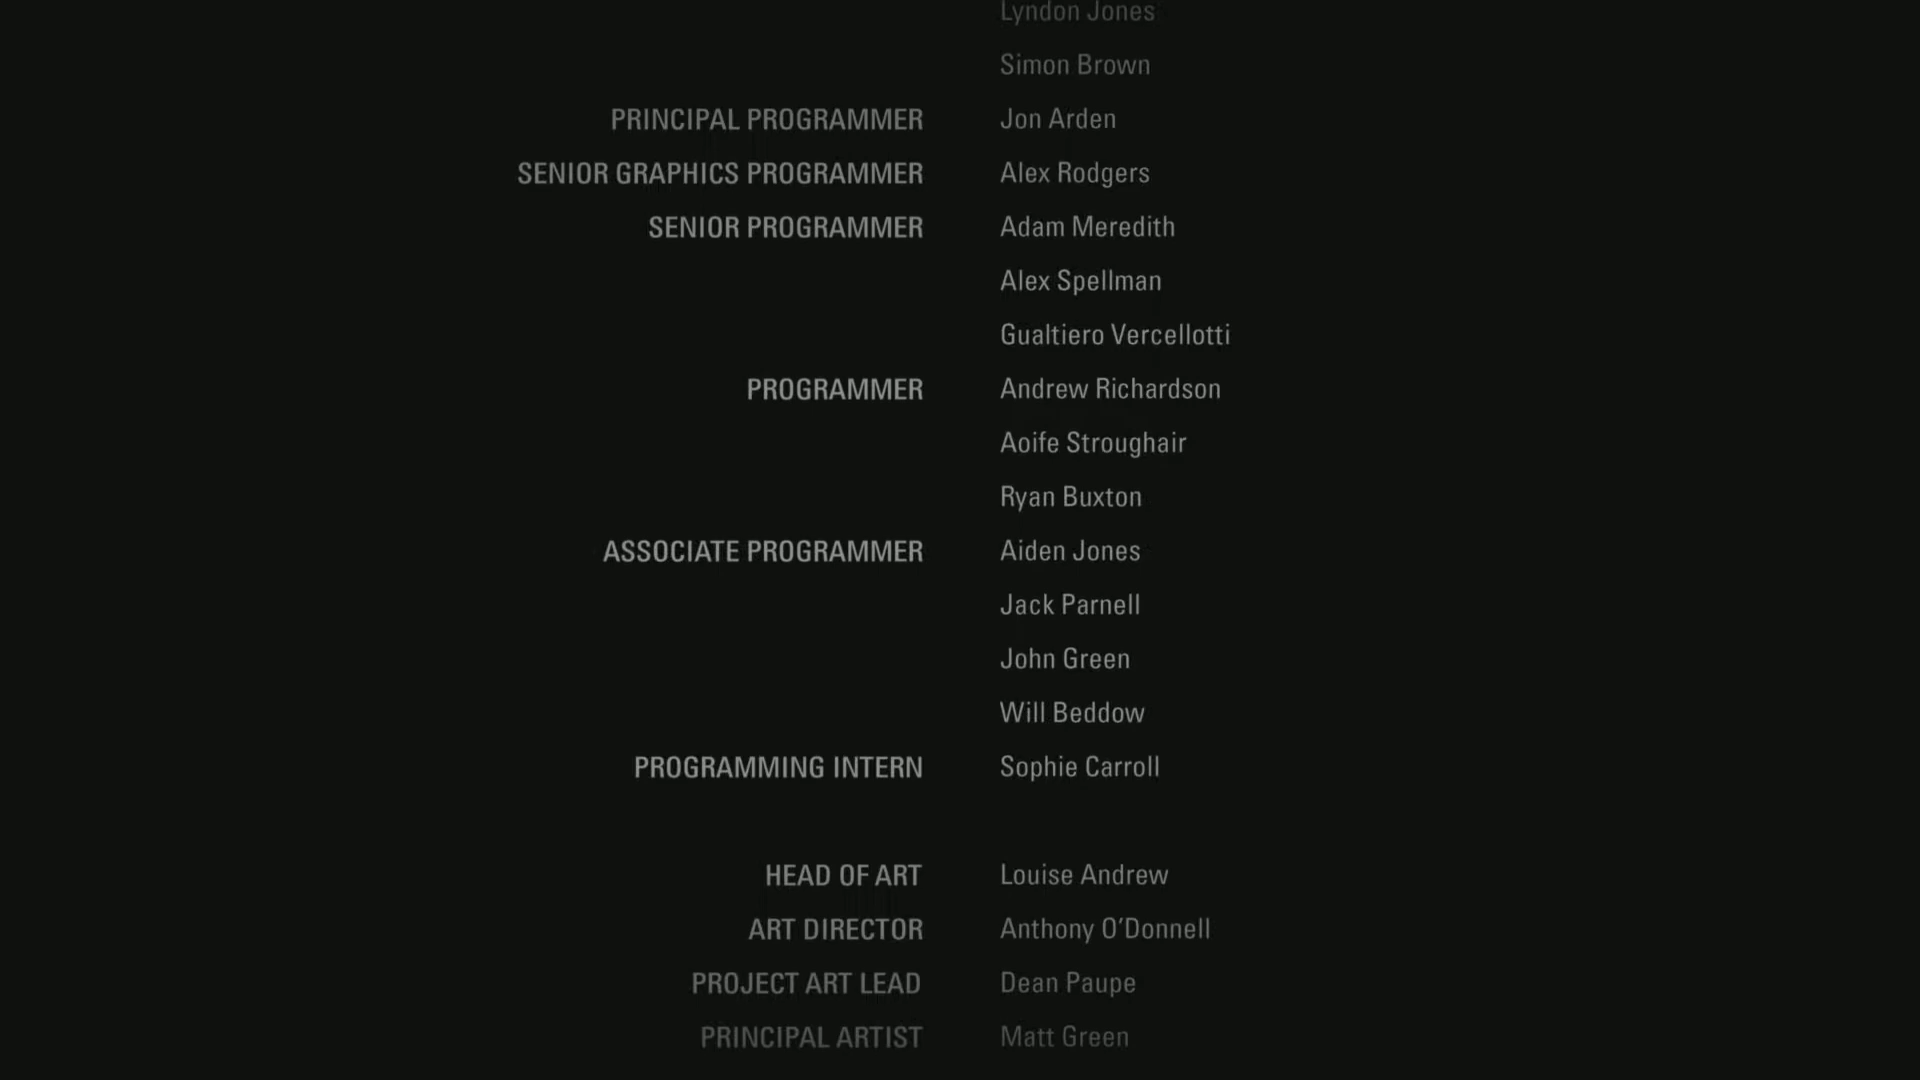 Lyndon Jones
Simon Brown
PRINCIPAL PROGRAMMER Jon Arden
SENIOR GRAPHICS PROGRAMMER Alex Rodgers
SENIOR PROGRAMMER Adam Meredith
Alex Spellman
Gualtiero Vercellotti
PROGRAMMER Andrew Richardson
Aoife Stroughair
Ryan Buxton
ASSOCIATE PROGRAMMER Aiden Jones
Jack Parnell
John Green
Will Beddow
PROGRAMMING INTERN Sophie Carroll
HEAD OF ART Louise Andrew
ART DIRECTOR Anthony O’Donnell
PROJECT ART LEAD Dean Paupe
PRINCIPAL ARTIST Matt Green